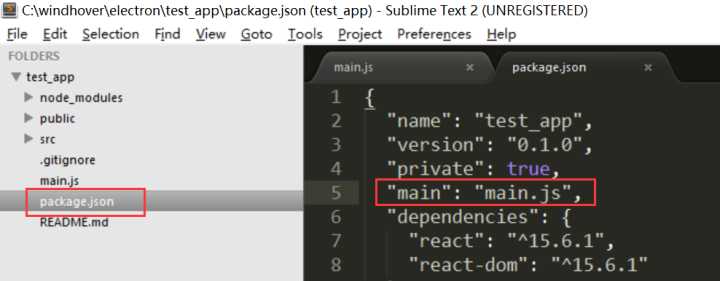 C:\windhover\electron\test_app\package.json (test_app) - Sublime Text 2 (UNREGISTERED)
File Edit Selection Find View Goto Tools Project Preferences Help
FOLDERS
test_app
node_modules
public
src
.gitignore
main.js
package.json
README.md
main.js × package.json ×
1 {
2 "name": "test_app",
3 "version": "0.1.0",
4 "private": true,
5 "main": "main.js",
6 "dependencies": {
7 "react": "^15.6.1",
8 "react-dom": "^15.6.1"